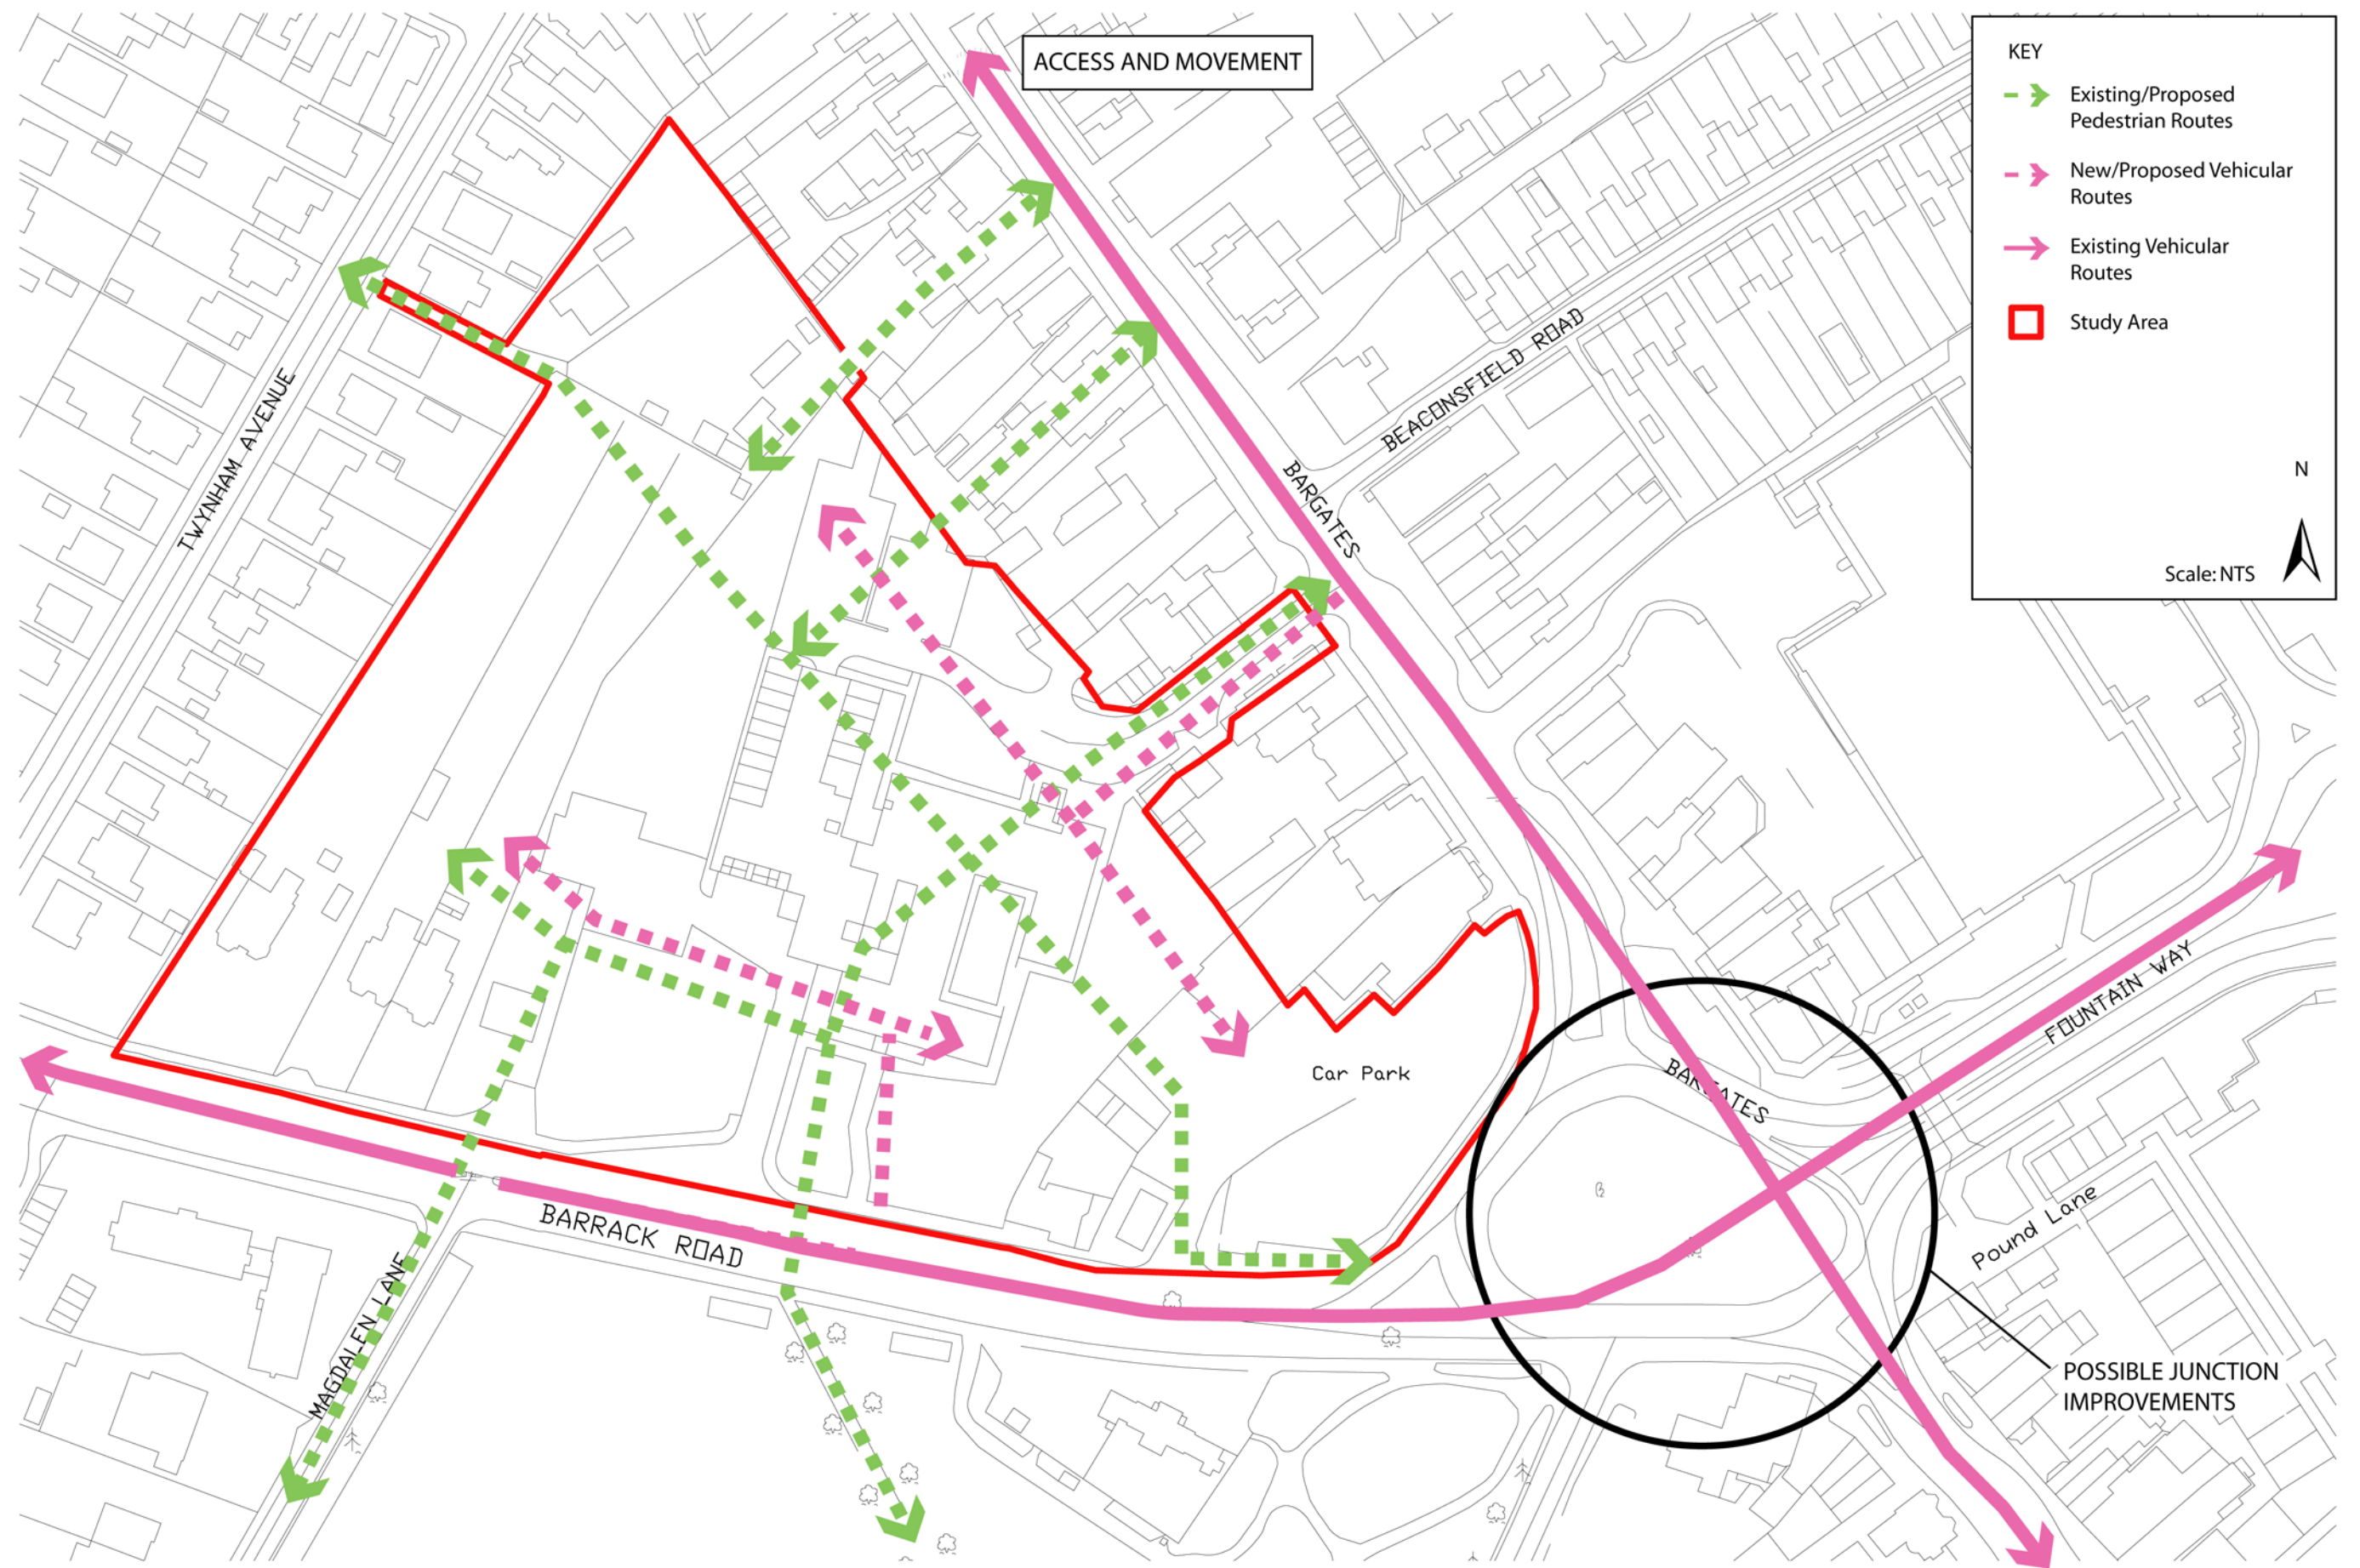 ACCESS AND MOVEMENT
KEY
Existing/Proposed
Pedestrian Routes
New/Proposed Vehicular
Routes
Existing Vehicular
Routes
Study Area
N
Scale: NTS
TWYNHAM AVENUE
BEACONSFIELD ROAD
BARGATES
FOUNTAIN WAY
Car Park
BARGATES
Pound Lane
BARRACK ROAD
MAGDALEN LANE
POSSIBLE JUNCTION
IMPROVEMENTS